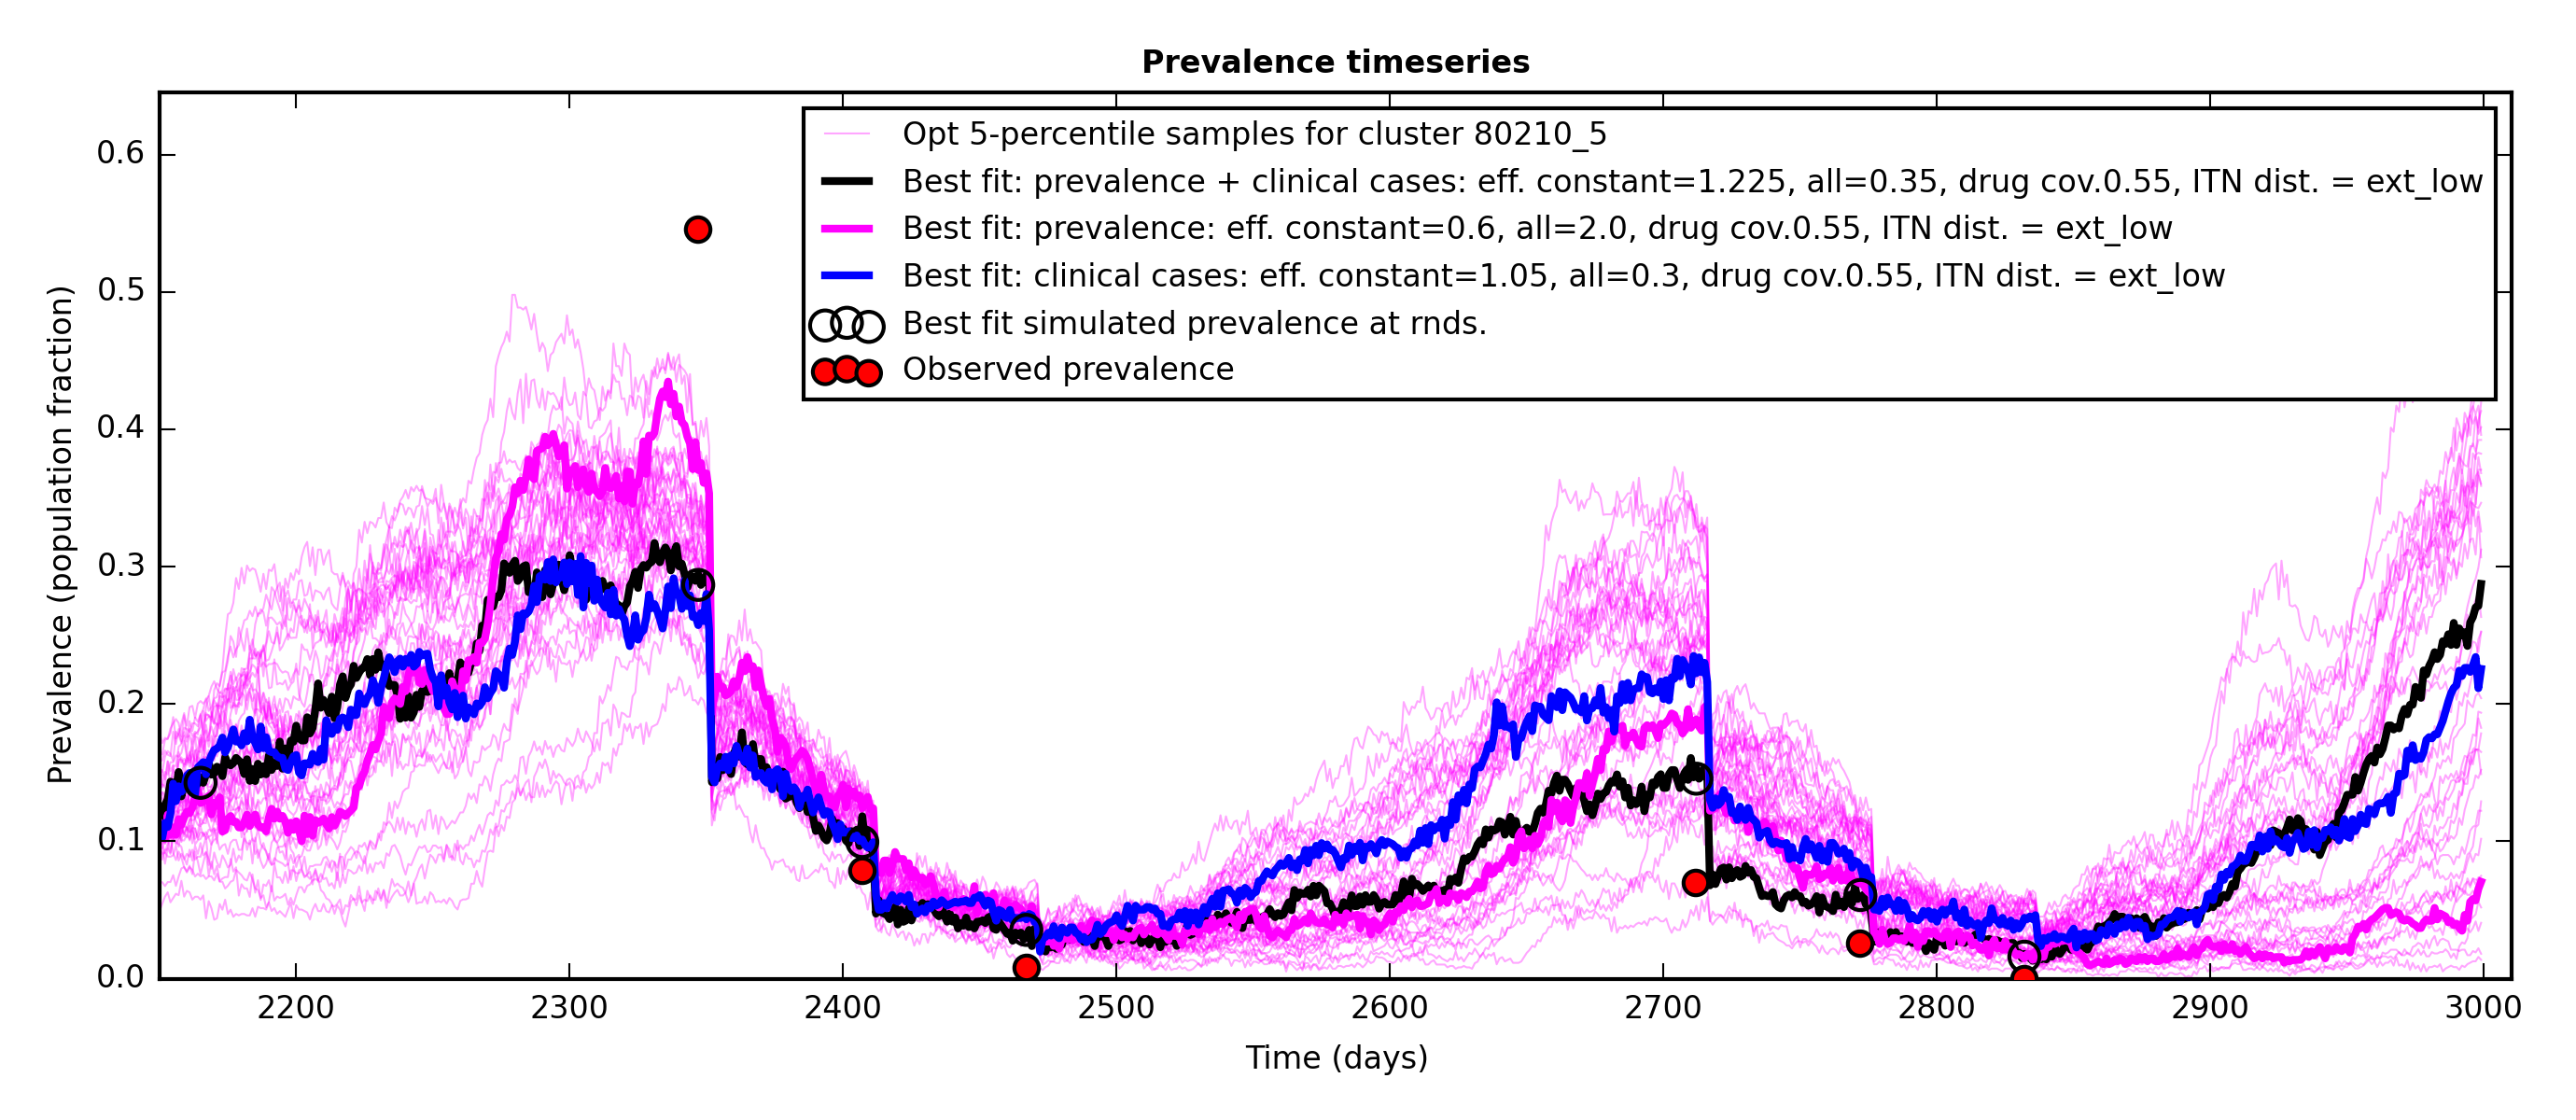 Prevalence timeseries
Opt 5-percentile samples for cluster 80210_5
Best fit: prevalence + clinical cases: eff. constant=1.225, all=0.35, drug cov.0.55, ITN dist. = ext_low
Best fit: prevalence: eff. constant=0.6, all=2.0, drug cov.0.55, ITN dist. = ext_low
Best fit: clinical cases: eff. constant=1.05, all=0.3, drug cov.0.55, ITN dist. = ext_low
Best fit simulated prevalence at rnds.
Observed prevalence
Prevalence (population fraction)
0.6
0.5
0.4
0.3
0.2
0.1
0.0
2200 2300 2400 2500 2600 2700 2800 2900 3000
Time (days)